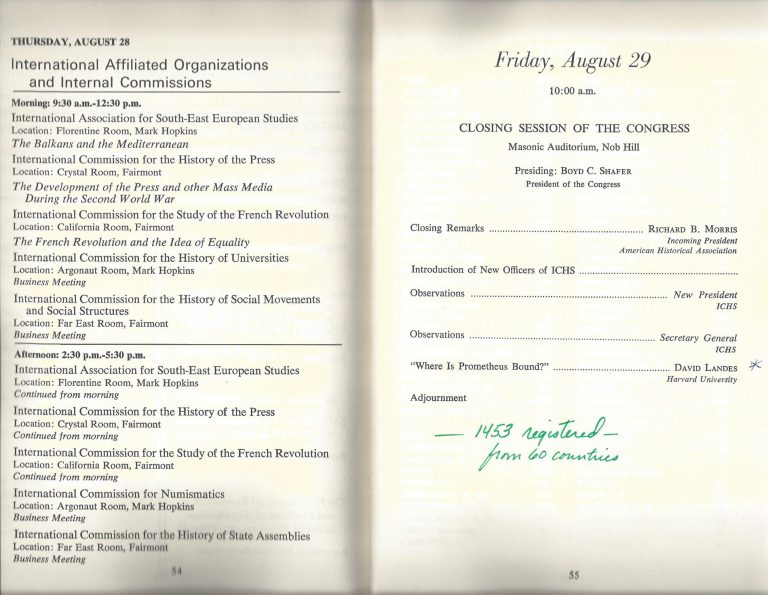 THURSDAY, AUGUST 28
International Affiliated Organizations
and Internal Commissions
Morning: 9:30 a.m.-12:30 p.m.
International Association for South-East European Studies
Location: Florentine Room, Mark Hopkins
The Balkans and the Mediterranean
International Commission for the History of the Press
Location: Crystal Room, Fairmont
The Development of the Press and other Mass Media
During the Second World War
International Commission for the Study of the French Revolution
Location: California Room, Fairmont
The French Revolution and the Idea of Equality
International Commission for the History of Universities
Location: Argonaut Room, Mark Hopkins
Business Meeting
International Commission for the History of Social Movements
and Social Structures
Location: Far East Room, Fairmont
Business Meeting
Afternoon: 2:30 p.m.-5:30 p.m.
International Association for South-East European Studies
Location: Florentine Room, Mark Hopkins
Continued from morning
International Commission for the History of the Press
Location: Crystal Room, Fairmont
Continued from morning
International Commission for the Study of the French Revolution
Location: California Room, Fairmont
Continued from morning
International Commission for Numismatics
Location: Argonaut Room, Mark Hopkins
Business Meeting
International Commission for the History of State Assemblies
Location: Far East Room, Fairmont
Business Meeting
54
Friday, August 29
10:00 a.m.
CLOSING SESSION OF THE CONGRESS
Masonic Auditorium, Nob Hill
Presiding: BOYD C. SHAFER
President of the Congress
Closing Remarks ........ RICHARD B. MORRIS
Incoming President
American Historical Association
Introduction of New Officers of ICHS ........
Observations ........ New President
ICHS
Observations ........ Secretary General
ICHS
"Where Is Prometheus Bound?" ........ DAVID LANDES *
Harvard University
Adjournment
— 1453 registered —
from 60 countries
55